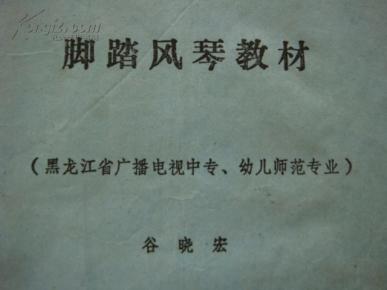 脚踏风琴教材
（黑龙江省广播电视中专、幼儿师范专业）
谷晓宏